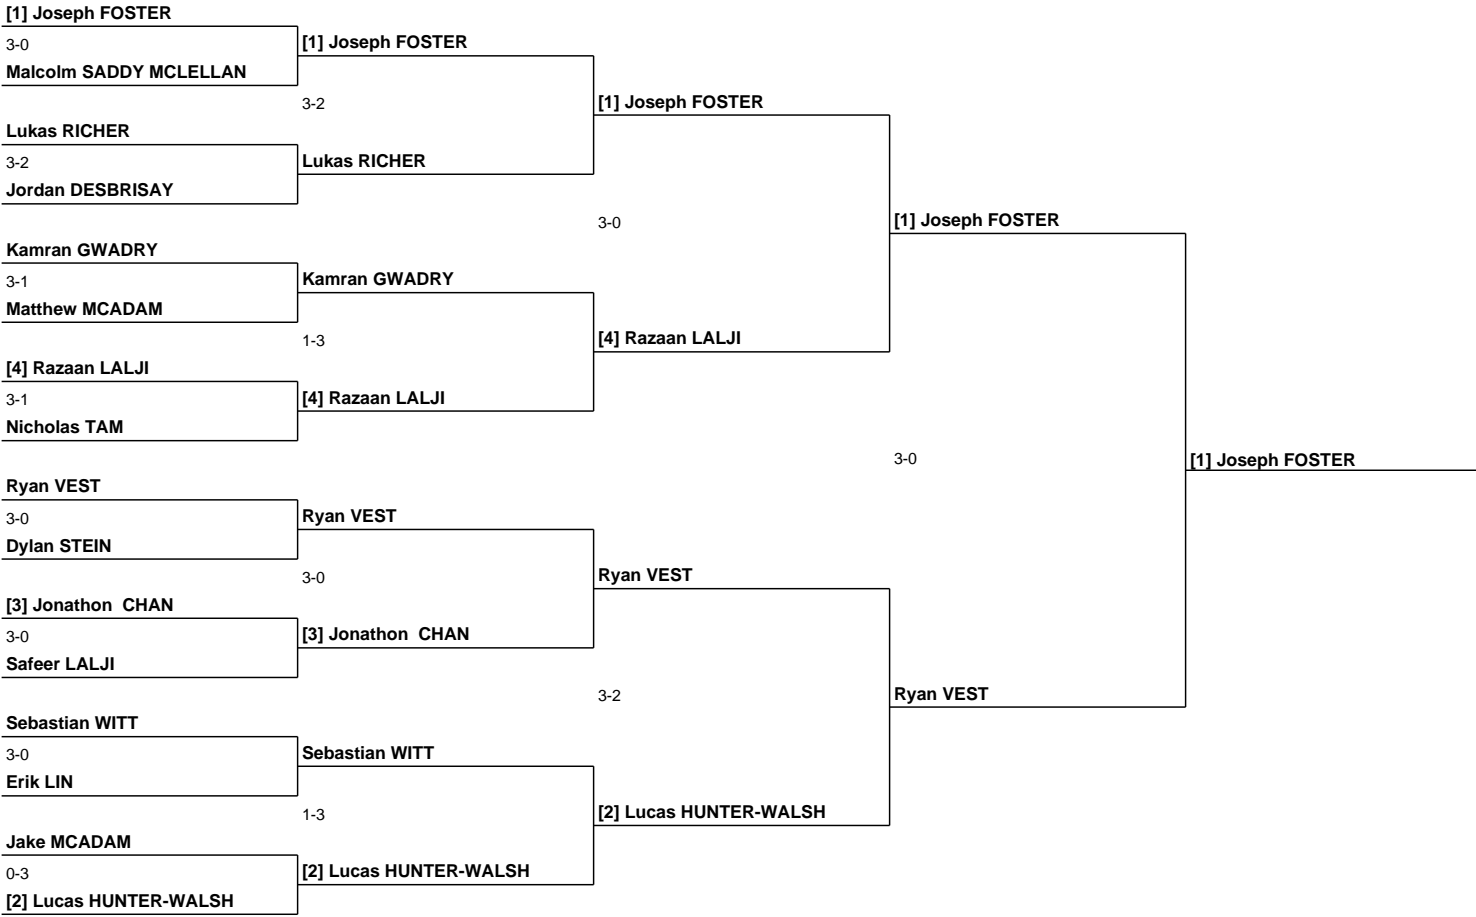 [1] Joseph FOSTER
3-0
[1] Joseph FOSTER
Malcolm SADDY MCLELLAN
3-2
[1] Joseph FOSTER
Lukas RICHER
3-2
Lukas RICHER
Jordan DESBRISAY
3-0
[1] Joseph FOSTER
Kamran GWADRY
3-1
Kamran GWADRY
Matthew MCADAM
1-3
[4] Razaan LALJI
[4] Razaan LALJI
3-1
[4] Razaan LALJI
Nicholas TAM
3-0
[1] Joseph FOSTER
Ryan VEST
3-0
Ryan VEST
Dylan STEIN
3-0
Ryan VEST
[3] Jonathon  CHAN
3-0
[3] Jonathon  CHAN
Safeer LALJI
3-2
Ryan VEST
Sebastian WITT
3-0
Sebastian WITT
Erik LIN
1-3
[2] Lucas HUNTER-WALSH
Jake MCADAM
0-3
[2] Lucas HUNTER-WALSH
[2] Lucas HUNTER-WALSH